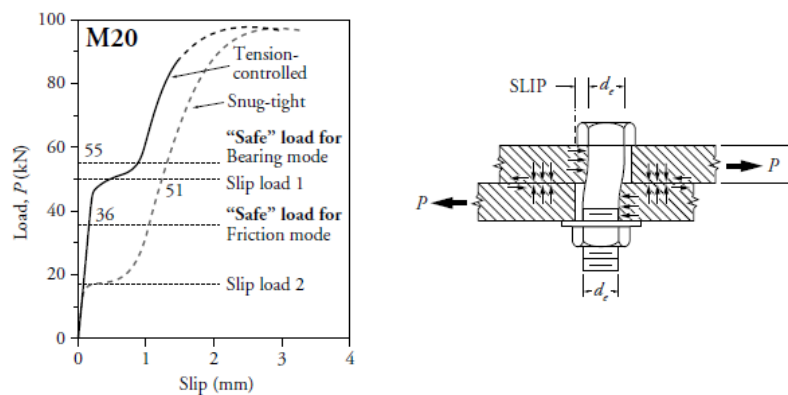 M20
100
80
60
40
20
0
Load, P (kN)
0
1
2
3
4
Slip (mm)
Tension-
controlled
Snug-tight
55
"Safe" load for
Bearing mode
Slip load 1
51
36
"Safe" load for
Friction mode
Slip load 2
SLIP
dₑ
P
P
dₑ